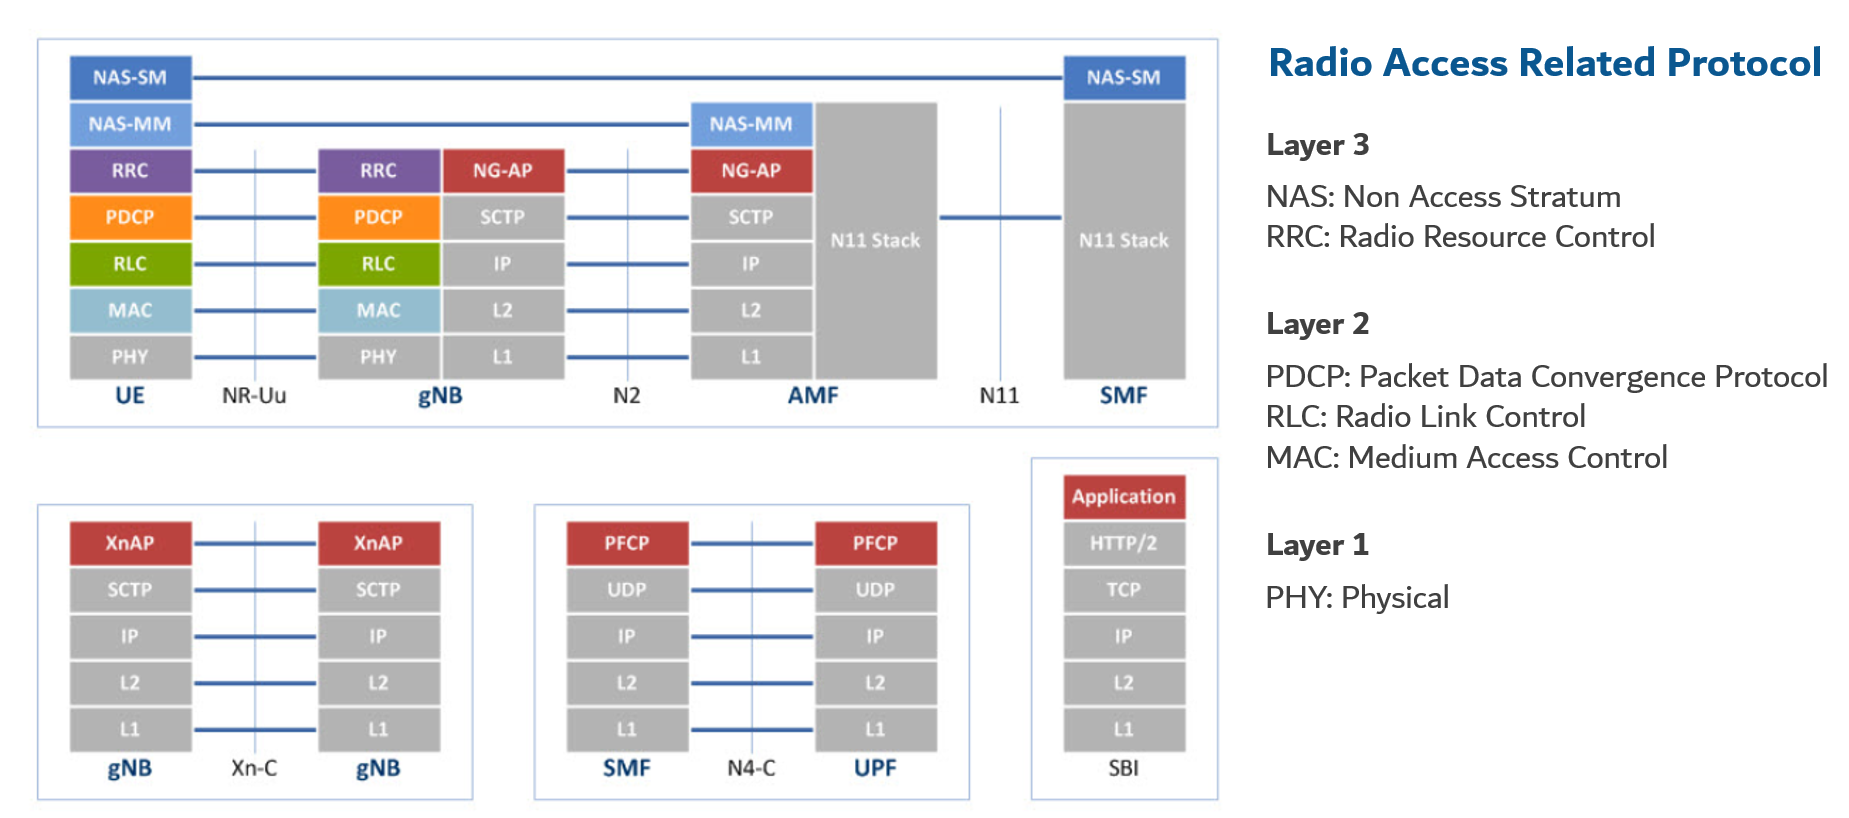 NAS-SM
NAS-SM
NAS-MM
NAS-MM
RRC
RRC
NG-AP
NG-AP
PDCP
PDCP
SCTP
SCTP
N11 Stack
N11 Stack
RLC
RLC
IP
IP
MAC
MAC
L2
L2
PHY
PHY
L1
L1
UE
NR-Uu
gNB
N2
AMF
N11
SMF
XnAP
XnAP
SCTP
SCTP
IP
IP
L2
L2
L1
L1
gNB
Xn-C
gNB
PFCP
PFCP
UDP
UDP
IP
IP
L2
L2
L1
L1
SMF
N4-C
UPF
Application
HTTP/2
TCP
IP
L2
L1
SBI
Radio Access Related Protocol
Layer 3
NAS: Non Access Stratum
RRC: Radio Resource Control
Layer 2
PDCP: Packet Data Convergence Protocol
RLC: Radio Link Control
MAC: Medium Access Control
Layer 1
PHY: Physical